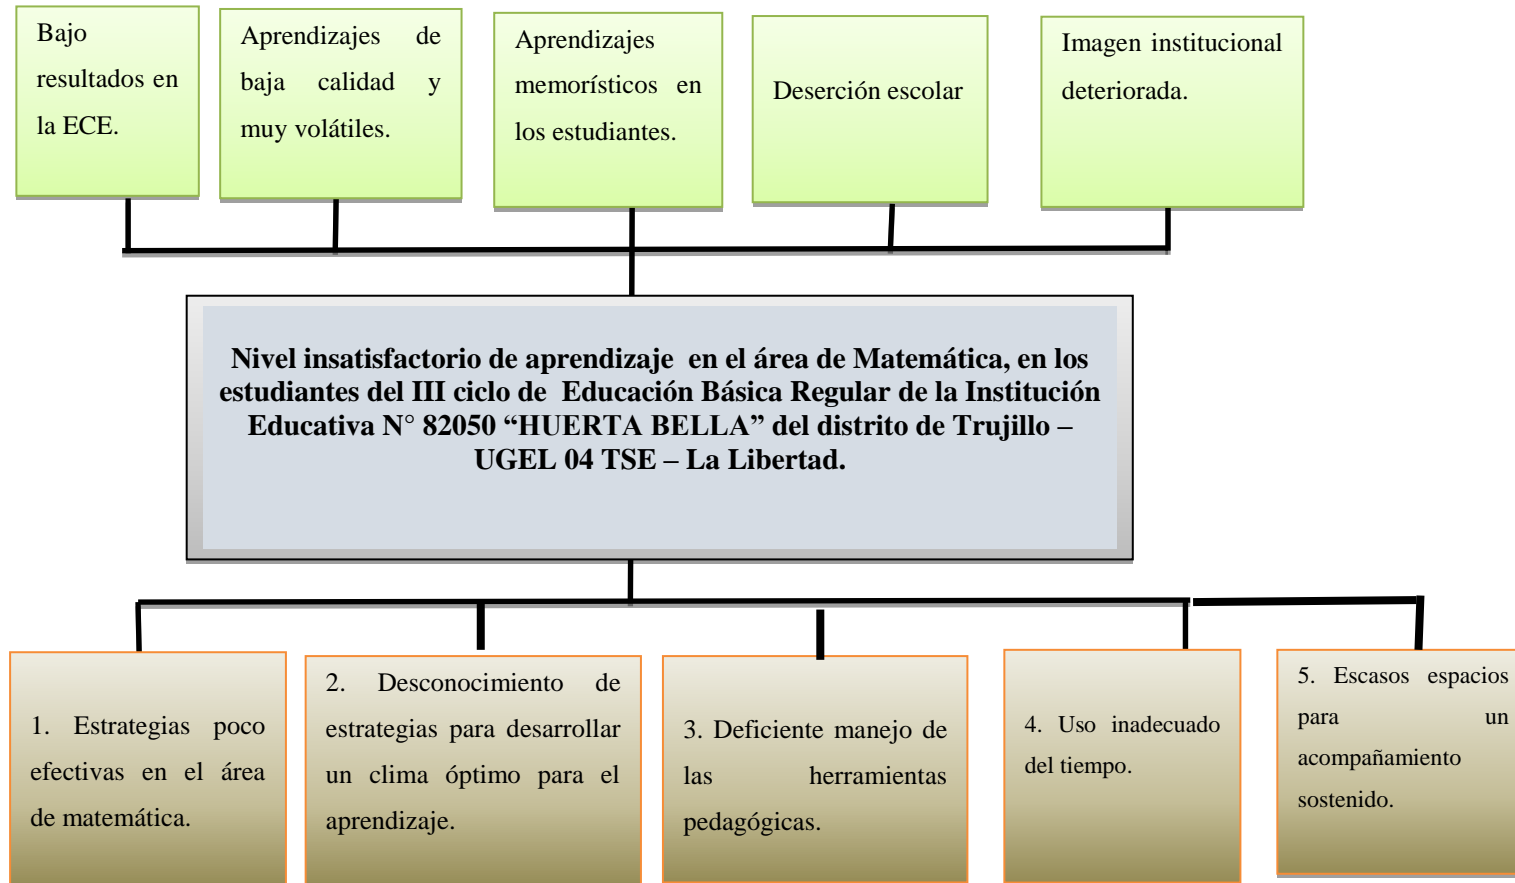 Bajo
resultados en
la ECE.
Aprendizajes de
baja calidad y
muy volátiles.
Aprendizajes
memorísticos en
los estudiantes.
Deserción escolar
Imagen institucional
deteriorada.
Nivel insatisfactorio de aprendizaje en el área de Matemática, en los
estudiantes del III ciclo de Educación Básica Regular de la Institución
Educativa N° 82050 “HUERTA BELLA” del distrito de Trujillo –
UGEL 04 TSE – La Libertad.
1. Estrategias poco
efectivas en el área
de matemática.
2. Desconocimiento de
estrategias para desarrollar
un clima óptimo para el
aprendizaje.
3. Deficiente manejo de
las herramientas
pedagógicas.
4. Uso inadecuado
del tiempo.
5. Escasos espacios
para un
acompañamiento
sostenido.